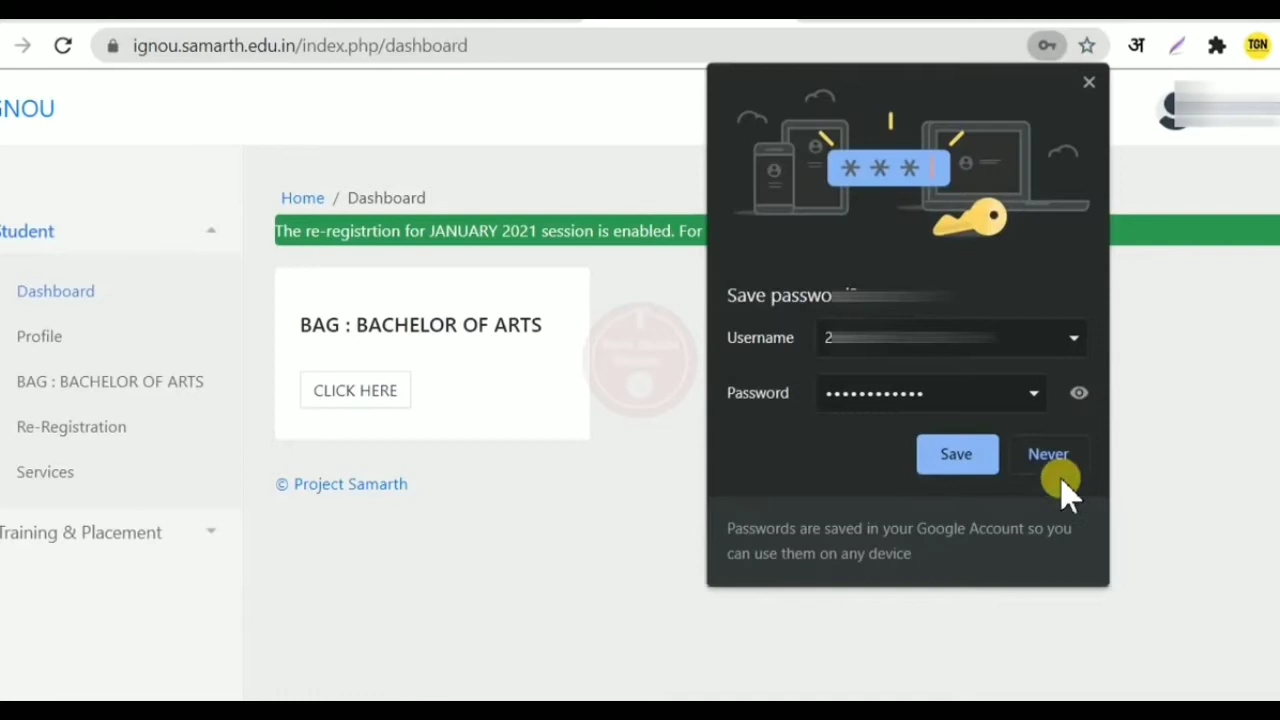 ignou.samarth.edu.in/index.php/dashboard
अ
TGN
GNOU
Home / Dashboard
The re-registrtion for JANUARY 2021 session is enabled. For
Student
Dashboard
Profile
BAG : BACHELOR OF ARTS
Re-Registration
Services
Training & Placement
BAG : BACHELOR OF ARTS
CLICK HERE
© Project Samarth
* * *
Save passwo
Username 2
Password ••••••••••••
Save Never
Passwords are saved in your Google Account so you
can use them on any device